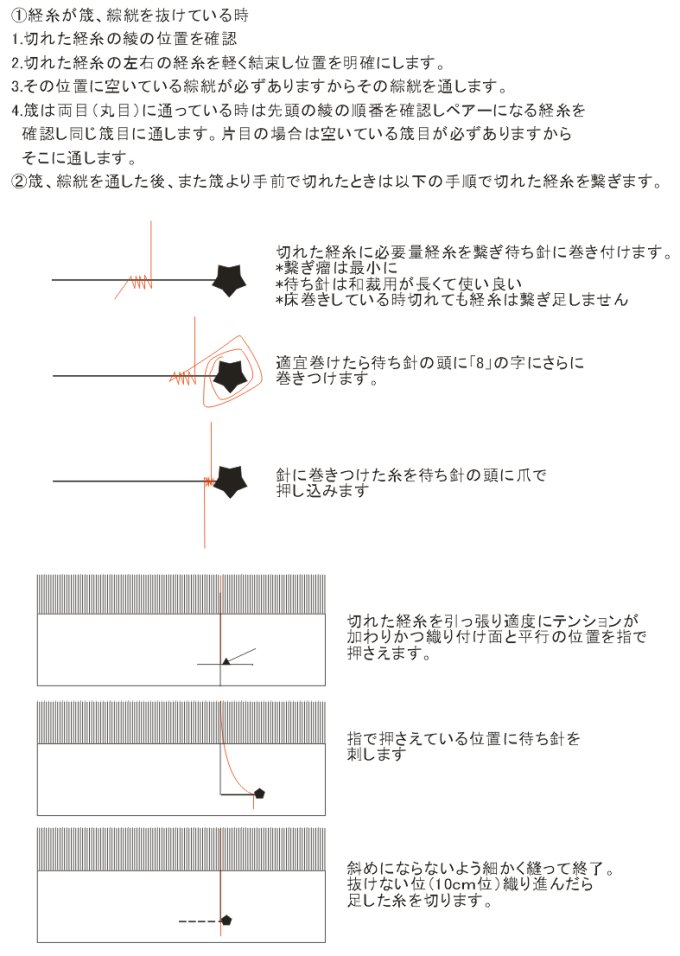 ①経糸が筬、綜絖を抜けている時
1.切れた経糸の綾の位置を確認
2.切れた経糸の左右の経糸を軽く結束し位置を明確にします。
3.その位置に空いている綜絖が必ずありますからその綜絖を通します。
4.筬は両目(丸目)に通っている時は先頭の綾の順番を確認しペアーになる経糸を
確認し同じ筬目に通します。片目の場合は空いている筬目が必ずありますから
そこに通します。
②筬、綜絖を通した後、また筬より手前で切れたときは以下の手順で切れた経糸を繋ぎます。
切れた経糸に必要量経糸を繋ぎ待ち針に巻き付けます。
*繋ぎ瘤は最小に
*待ち針は和裁用が長くて使い良い
*床巻きしている時切れても経糸は繋ぎ足しません
適宜巻けたら待ち針の頭に「8」の字にさらに
巻きつけます。
針に巻きつけた糸を待ち針の頭に爪で
押し込みます
切れた経糸を引っ張り適度にテンションが
加わりかつ織り付け面と平行の位置を指で
押さえます。
指で押さえている位置に待ち針を
刺します
斜めにならないよう細かく縫って終了。
抜けない位(10cm位)織り進んだら
足した糸を切ります。